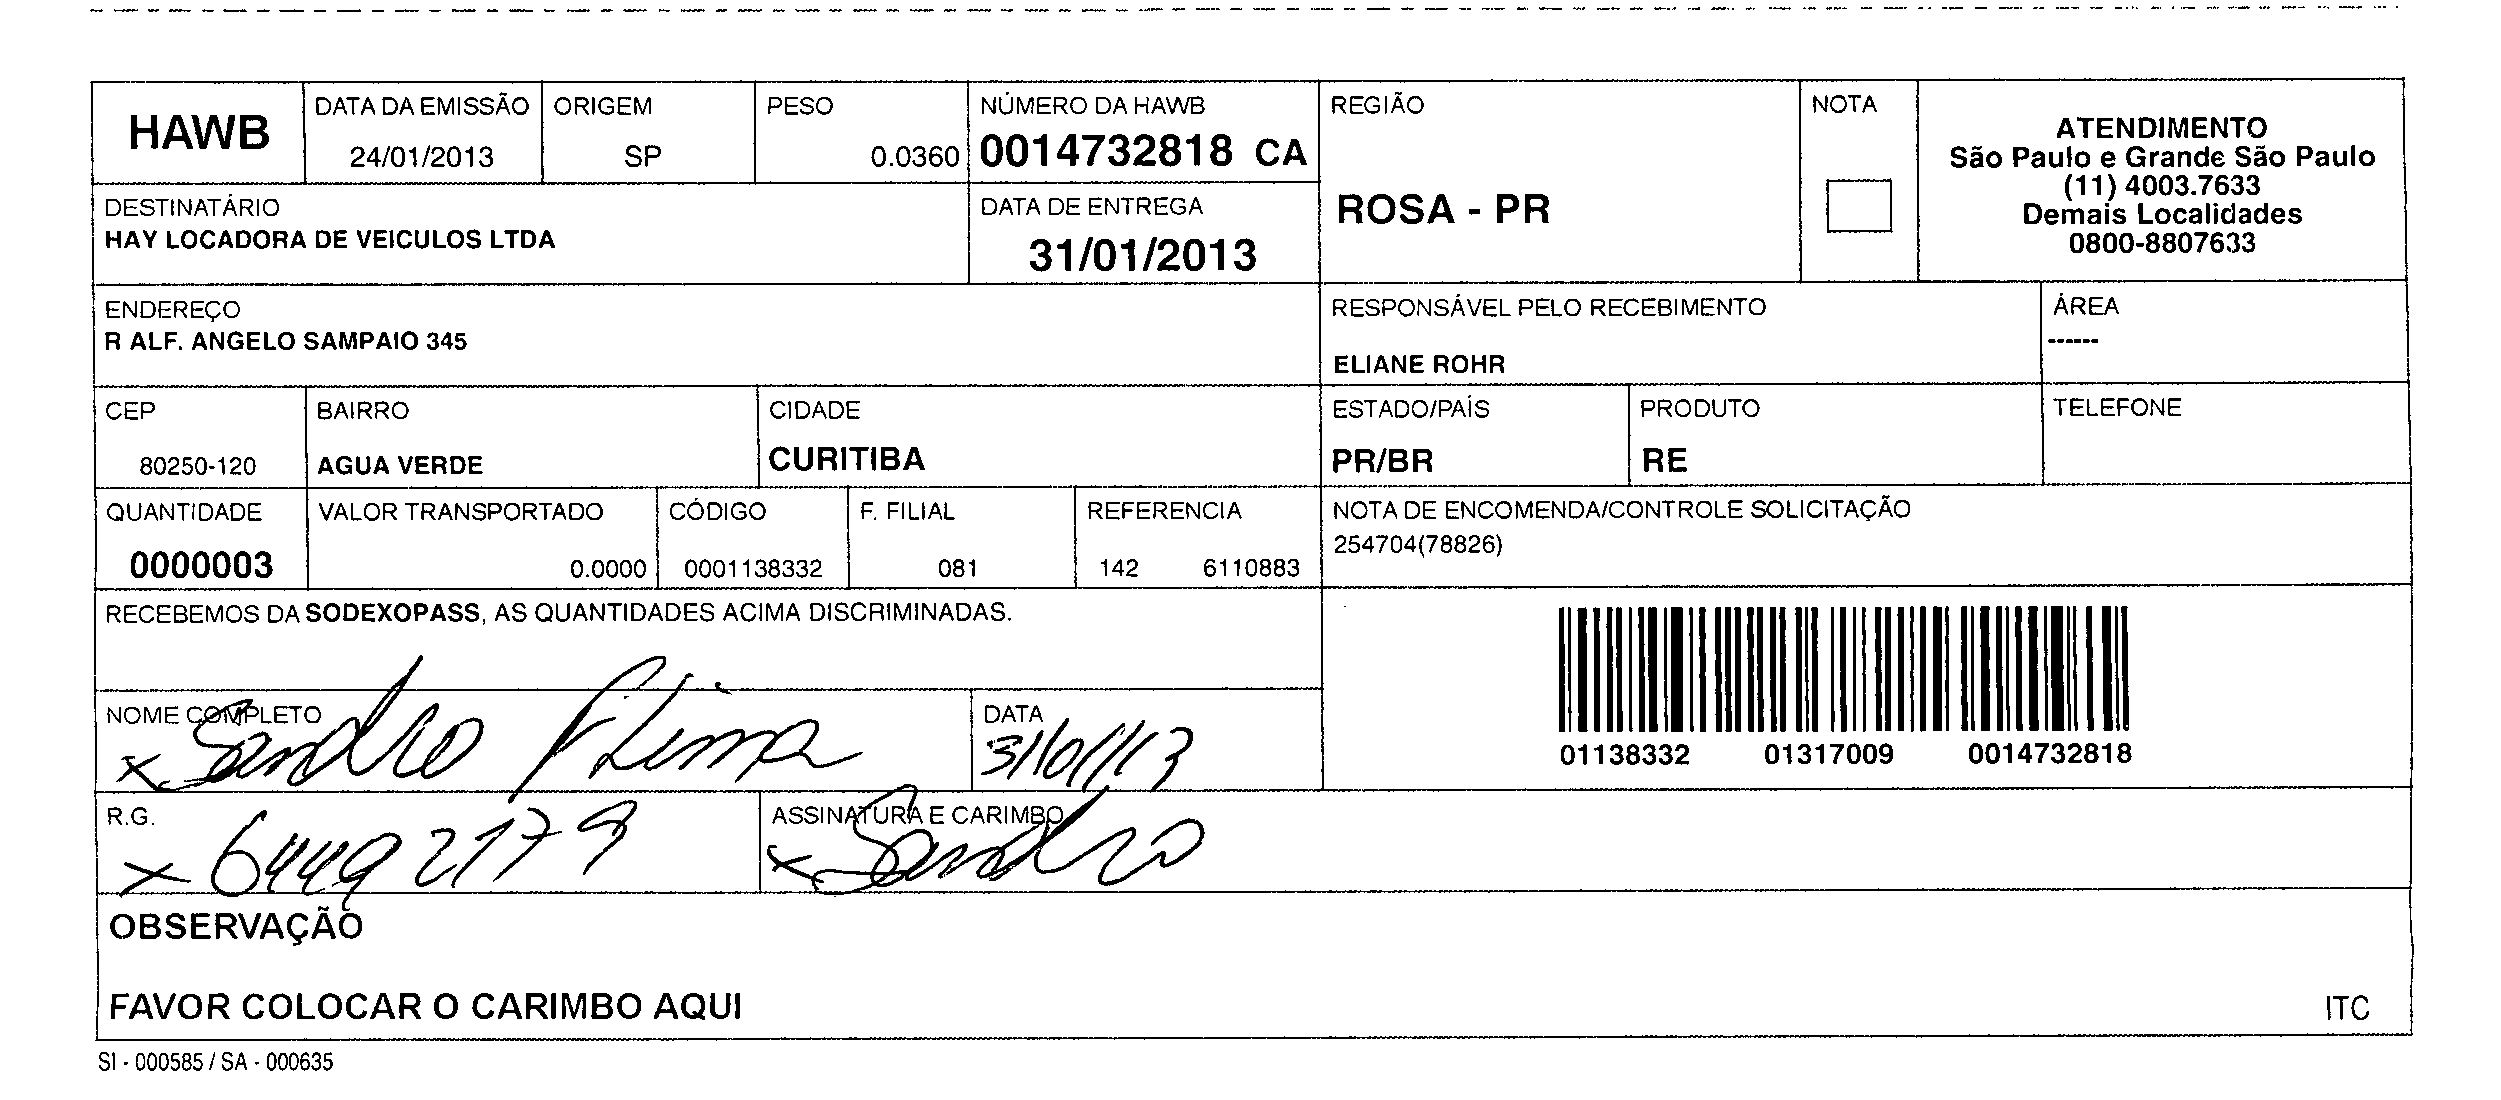 HAWB
DATA DA EMISSÃO
24/01/2013
ORIGEM
SP
PESO
0.0360
NÚMERO DA HAWB
0014732818 CA
REGIÃO
ROSA - PR
NOTA
ATENDIMENTO
São Paulo e Grande São Paulo
(11) 4003.7633
Demais Localidades
0800-8807633
DESTINATÁRIO
HAY LOCADORA DE VEICULOS LTDA
DATA DE ENTREGA
31/01/2013
ENDEREÇO
R ALF. ANGELO SAMPAIO 345
RESPONSÁVEL PELO RECEBIMENTO
ELIANE ROHR
ÁREA
------
CEP
80250-120
BAIRRO
AGUA VERDE
CIDADE
CURITIBA
ESTADO/PAÍS
PR/BR
PRODUTO
RE
TELEFONE
QUANTIDADE
0000003
VALOR TRANSPORTADO
0.0000
CÓDIGO
0001138332
F. FILIAL
081
REFERENCIA
142 6110883
NOTA DE ENCOMENDA/CONTROLE SOLICITAÇÃO
254704(78826)
RECEBEMOS DA SODEXOPASS, AS QUANTIDADES ACIMA DISCRIMINADAS.
NOME COMPLETO
x Sandro
DATA
31/01/13
01138332 01317009 0014732818
R.G.
x 64492179
ASSINATURA E CARIMBO
x Sandro
OBSERVAÇÃO
FAVOR COLOCAR O CARIMBO AQUI
ITC
SI - 000585 / SA - 000635